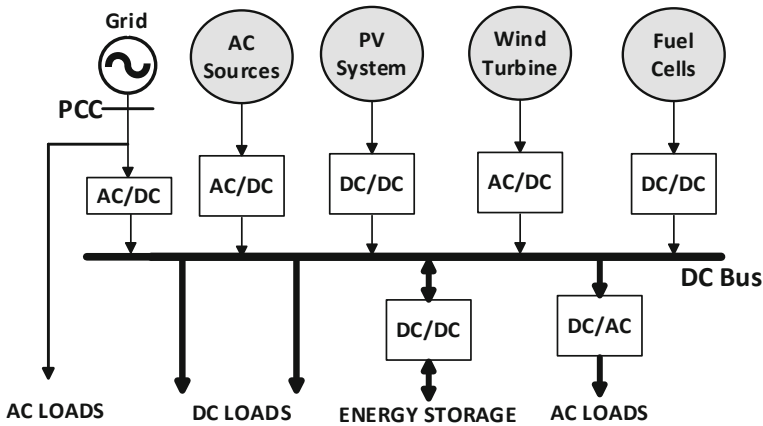 Grid
AC
Sources
PV
System
Wind
Turbine
Fuel
Cells
PCC
AC/DC
AC/DC
DC/DC
AC/DC
DC/DC
DC Bus
DC/DC
DC/AC
AC LOADS
DC LOADS
ENERGY STORAGE
AC LOADS